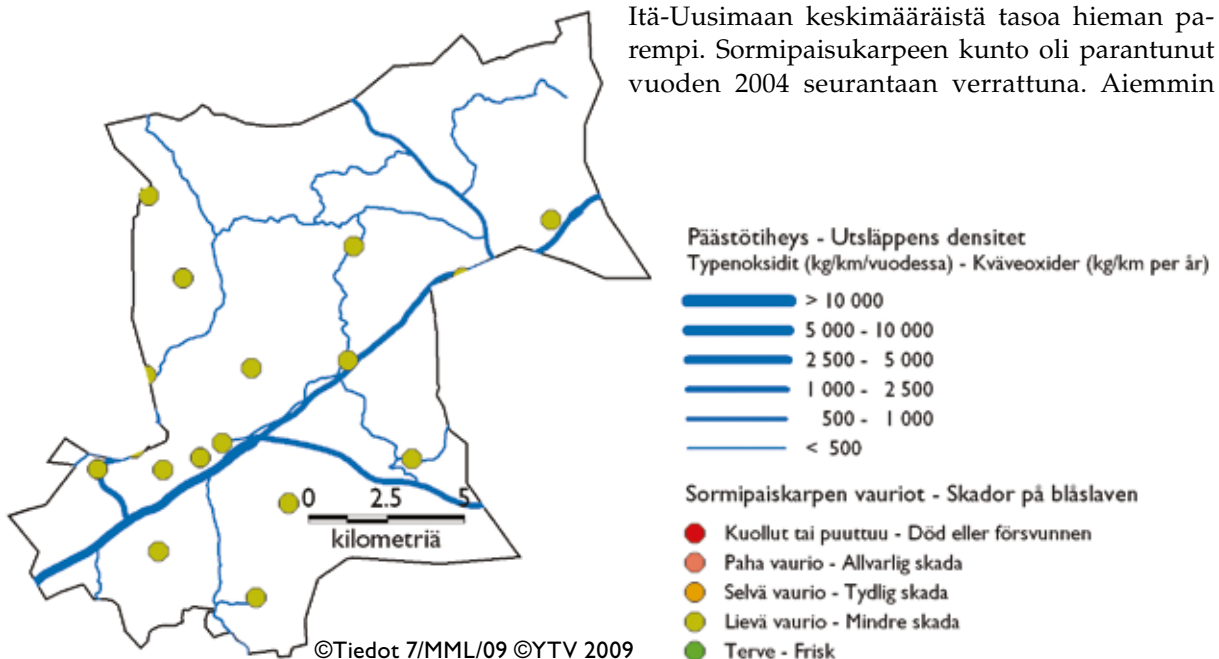 Itä-Uusimaan keskimääräistä tasoa hieman pa-
rempi. Sormipaisukarpeen kunto oli parantunut
vuoden 2004 seurantaan verrattuna. Aiemmin
Päästötiheys - Utsläppens densitet
Typenoksidit (kg/km/vuodessa) - Kväveoxider (kg/km per år)
> 10 000
5 000 - 10 000
2 500 - 5 000
1 000 - 2 500
500 - 1 000
< 500
Sormipaiskarpen vauriot - Skador på blåslaven
Kuollut tai puuttuu - Död eller försvunnen
Paha vaurio - Allvarlig skada
Selvä vaurio - Tydlig skada
Lievä vaurio - Mindre skada
Terve - Frisk
0 2.5 5
kilometriä
©Tiedot 7/MML/09 ©YTV 2009